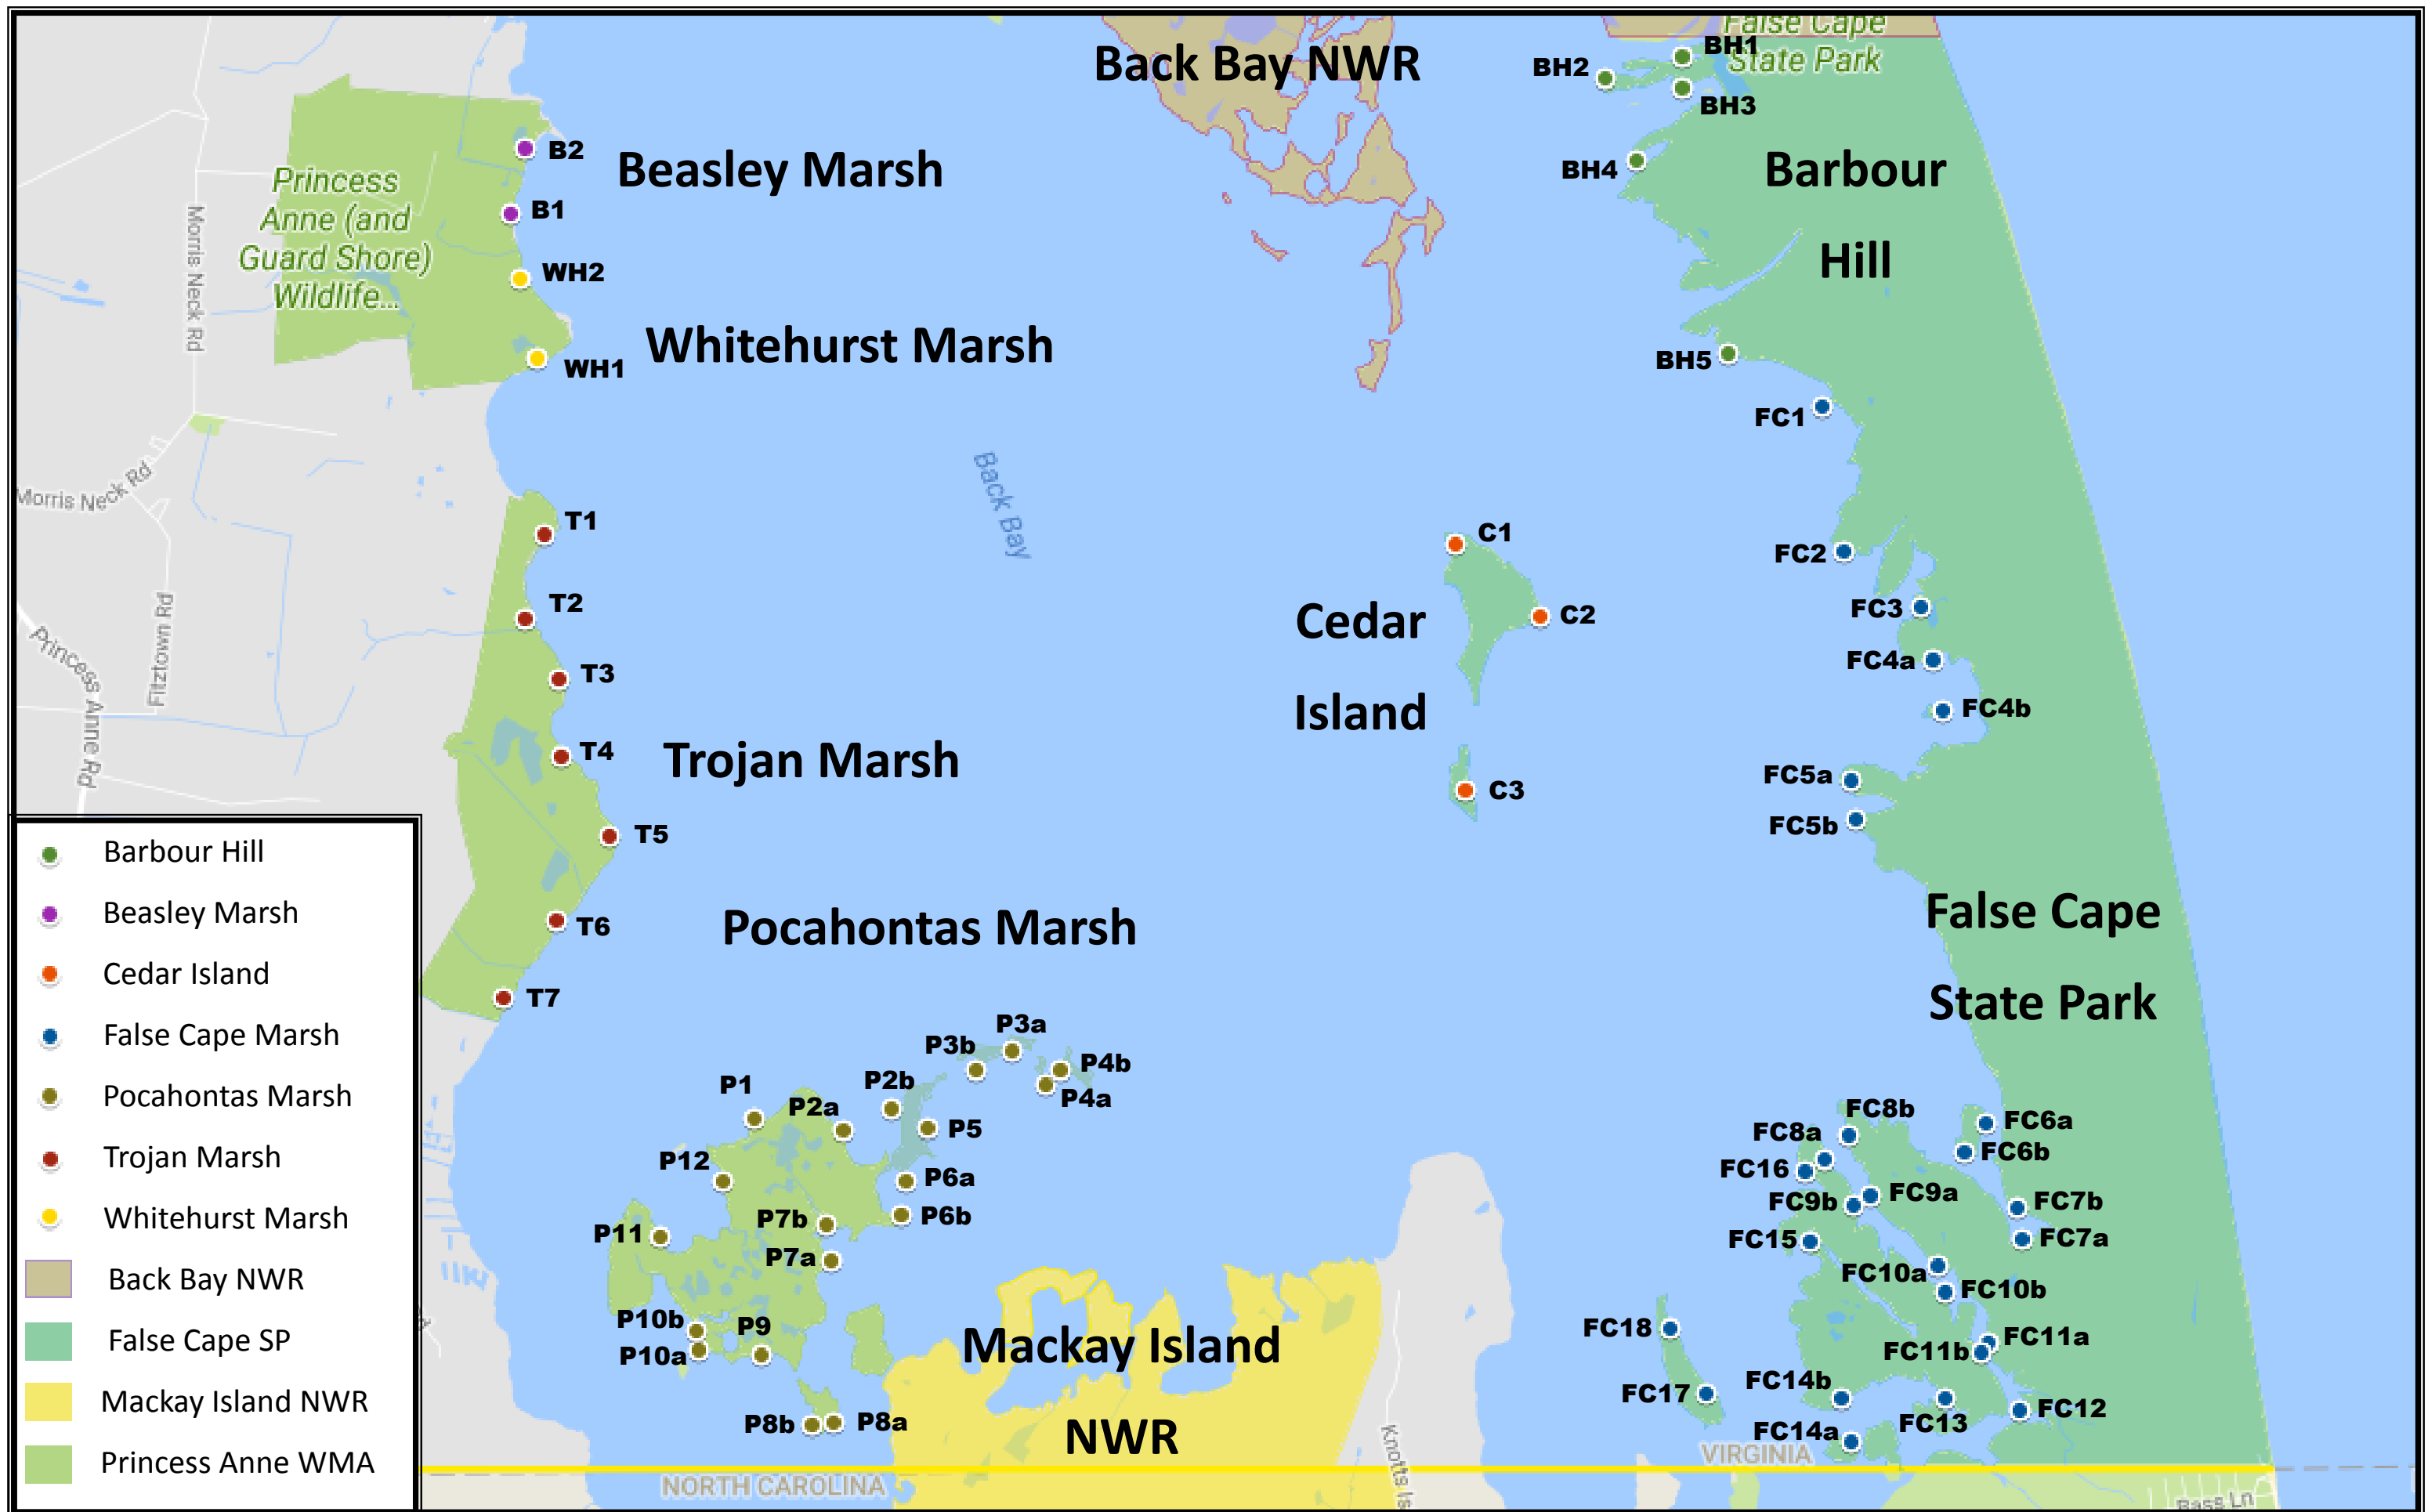 False Cape
State Park
Back Bay NWR
BH1
BH2
BH3
BH4
Barbour
Hill
BH5
B2
Beasley Marsh
B1
Princess
Anne (and
Guard Shore)
Wildlife...
Morris Neck Rd
WH2
Whitehurst Marsh
WH1
FC1
Morris Neck Rd
Back Bay
T1
C1
FC2
T2
C2
FC3
Cedar
Island
Fitztown Rd
Princess Anne Rd
T3
FC4a
FC4b
T4
Trojan Marsh
C3
FC5a
FC5b
T5
False Cape
State Park
T6
Pocahontas Marsh
T7
P3a
P3b
P4b
P4a
P1
P2b
P2a
P5
P12
P6a
P6b
P7b
P7a
P11
P10b
P10a
P9
P8b
P8a
FC8b
FC8a
FC6a
FC6b
FC16
FC9a
FC9b
FC7b
FC7a
FC15
FC10a
FC10b
FC18
FC11a
FC11b
FC17
FC14b
FC13
FC12
FC14a
Mackay Island
NWR
Knotts Is
VIRGINIA
NORTH CAROLINA
Bass Ln
Barbour Hill
Beasley Marsh
Cedar Island
False Cape Marsh
Pocahontas Marsh
Trojan Marsh
Whitehurst Marsh
Back Bay NWR
False Cape SP
Mackay Island NWR
Princess Anne WMA